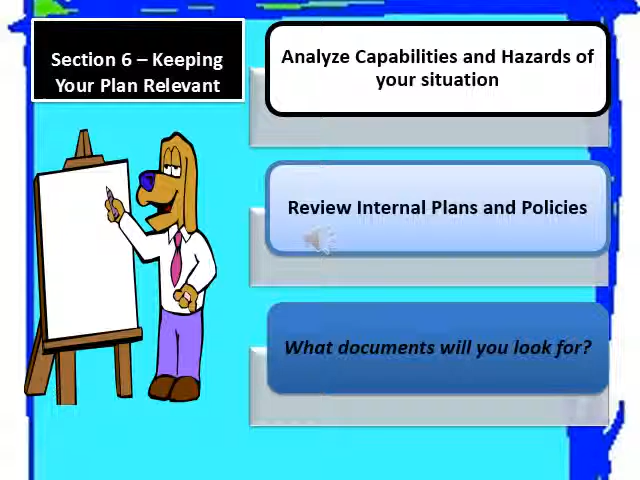 Section 6 – Keeping
Your Plan Relevant
Analyze Capabilities and Hazards of
your situation
Review Internal Plans and Policies
What documents will you look for?